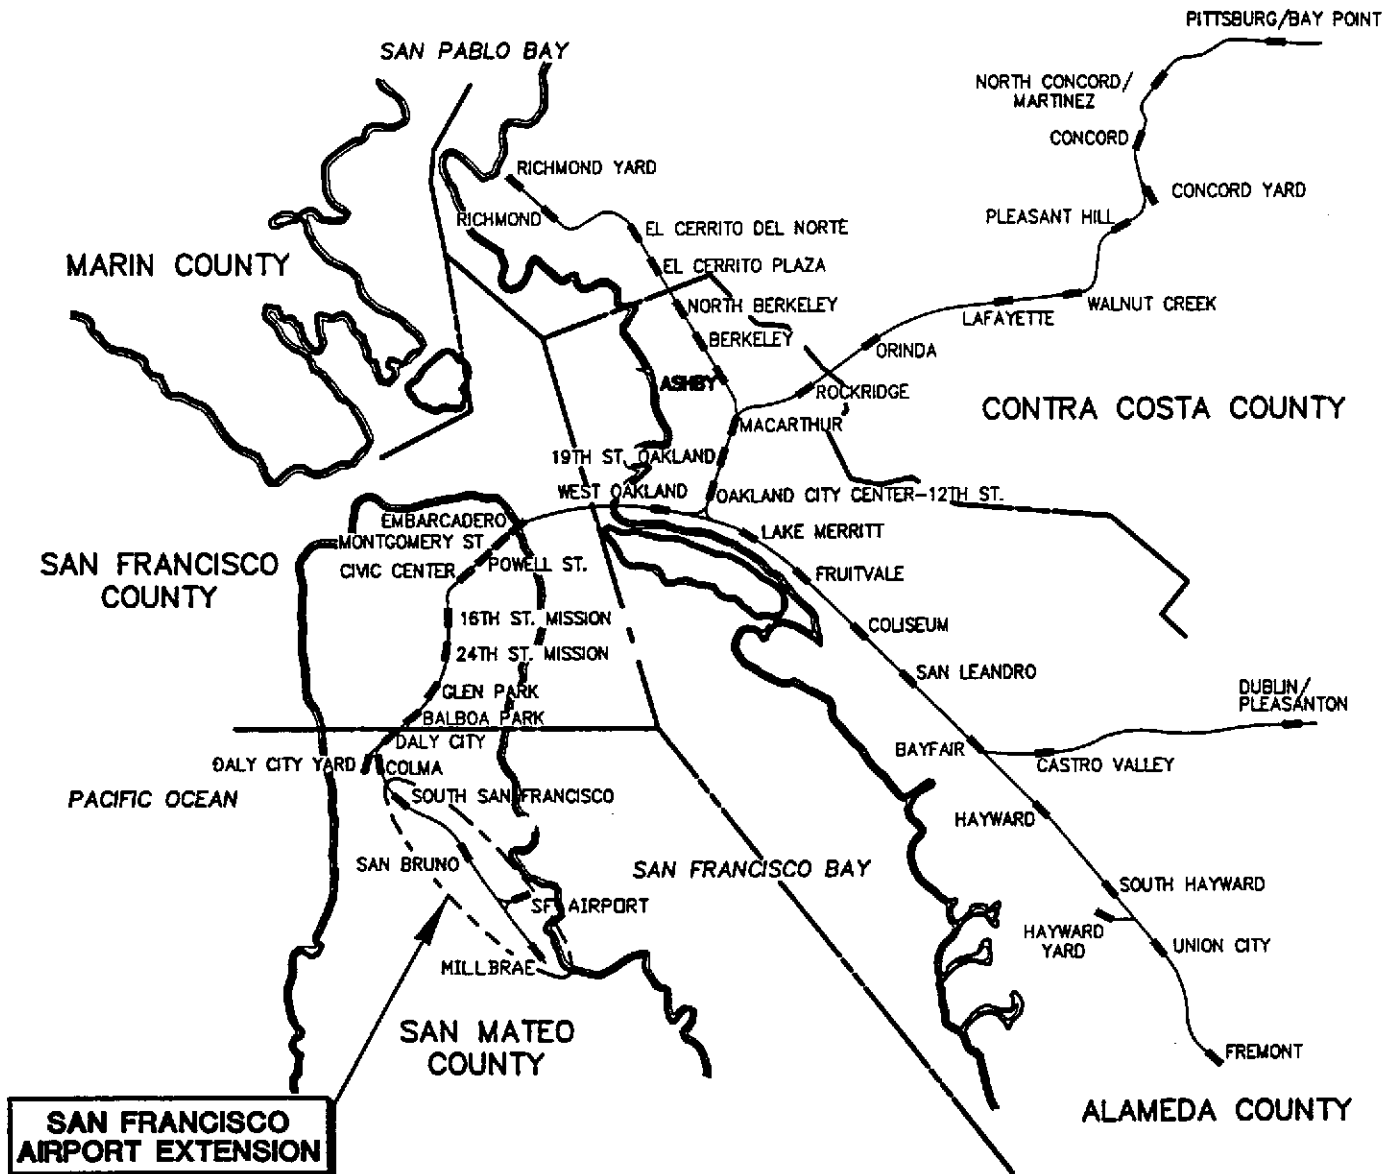 PITTSBURG/BAY POINT
SAN PABLO BAY
NORTH CONCORD/
MARTINEZ
CONCORD
RICHMOND YARD
CONCORD YARD
RICHMOND
PLEASANT HILL
EL CERRITO DEL NORTE
MARIN COUNTY
EL CERRITO PLAZA
NORTH BERKELEY
WALNUT CREEK
LAFAYETTE
BERKELEY
ORINDA
ASHBY
ROCKRIDGE
CONTRA COSTA COUNTY
MACARTHUR
19TH ST. OAKLAND
WEST OAKLAND
OAKLAND CITY CENTER-12TH ST.
EMBARCADERO
LAKE MERRITT
MONTGOMERY ST.
POWELL ST.
CIVIC CENTER
SAN FRANCISCO
COUNTY
FRUITVALE
16TH ST. MISSION
COLISEUM
24TH ST. MISSION
SAN LEANDRO
GLEN PARK
DUBLIN/
PLEASANTON
BALBOA PARK
DALY CITY
BAYFAIR
DALY CITY YARD
COLMA
CASTRO VALLEY
PACIFIC OCEAN
SOUTH SAN FRANCISCO
HAYWARD
SAN BRUNO
SAN FRANCISCO BAY
SOUTH HAYWARD
SF AIRPORT
HAYWARD
YARD
UNION CITY
MILLBRAE
SAN MATEO
COUNTY
FREMONT
SAN FRANCISCO
AIRPORT EXTENSION
ALAMEDA COUNTY